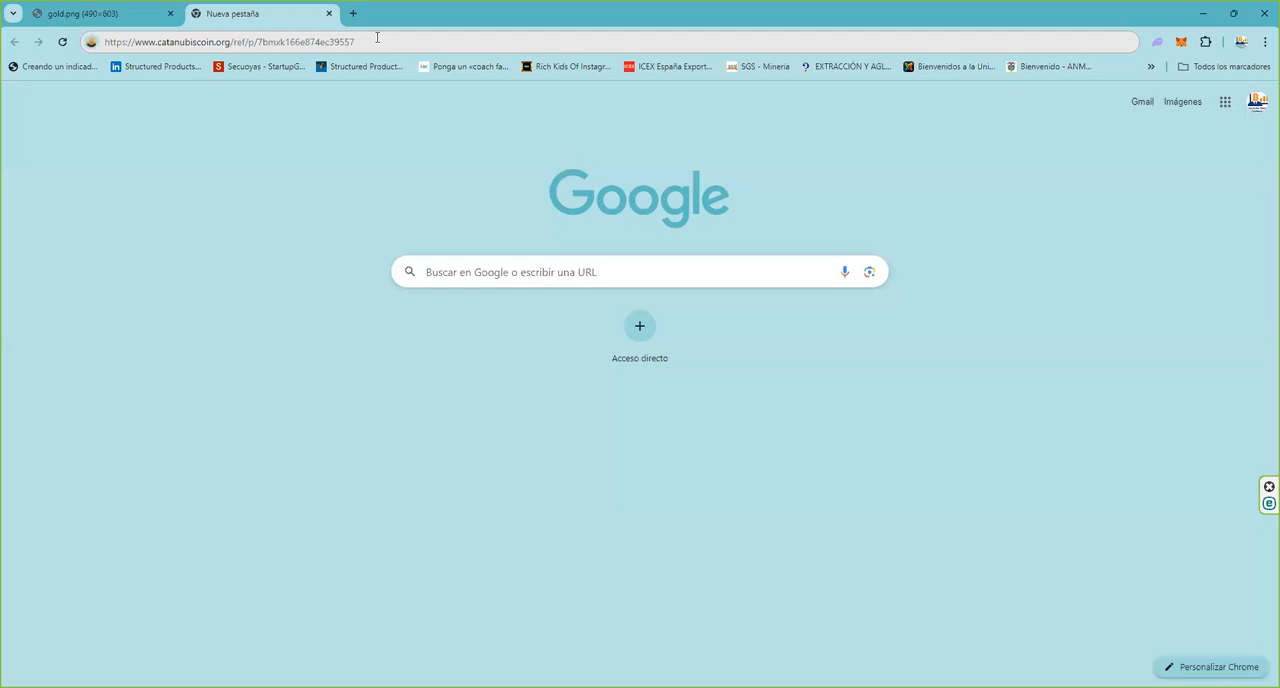 gold.png (490×603)
Nueva pestaña
https://www.catanubiscoin.org/ref/p/7bmxk166e874ec39557
Creando un indicad...
Structured Products...
Secuoyas - StartupG...
Structured Product...
Ponga un «coach fa...
Rich Kids Of Instagr...
ICEX España Export...
SGS - Minería
EXTRACCIÓN Y AGL...
Bienvenidos a la Uni...
Bienvenido - ANM...
Todos los marcadores
Gmail
Imágenes
Google
Buscar en Google o escribir una URL
Acceso directo
Personalizar Chrome